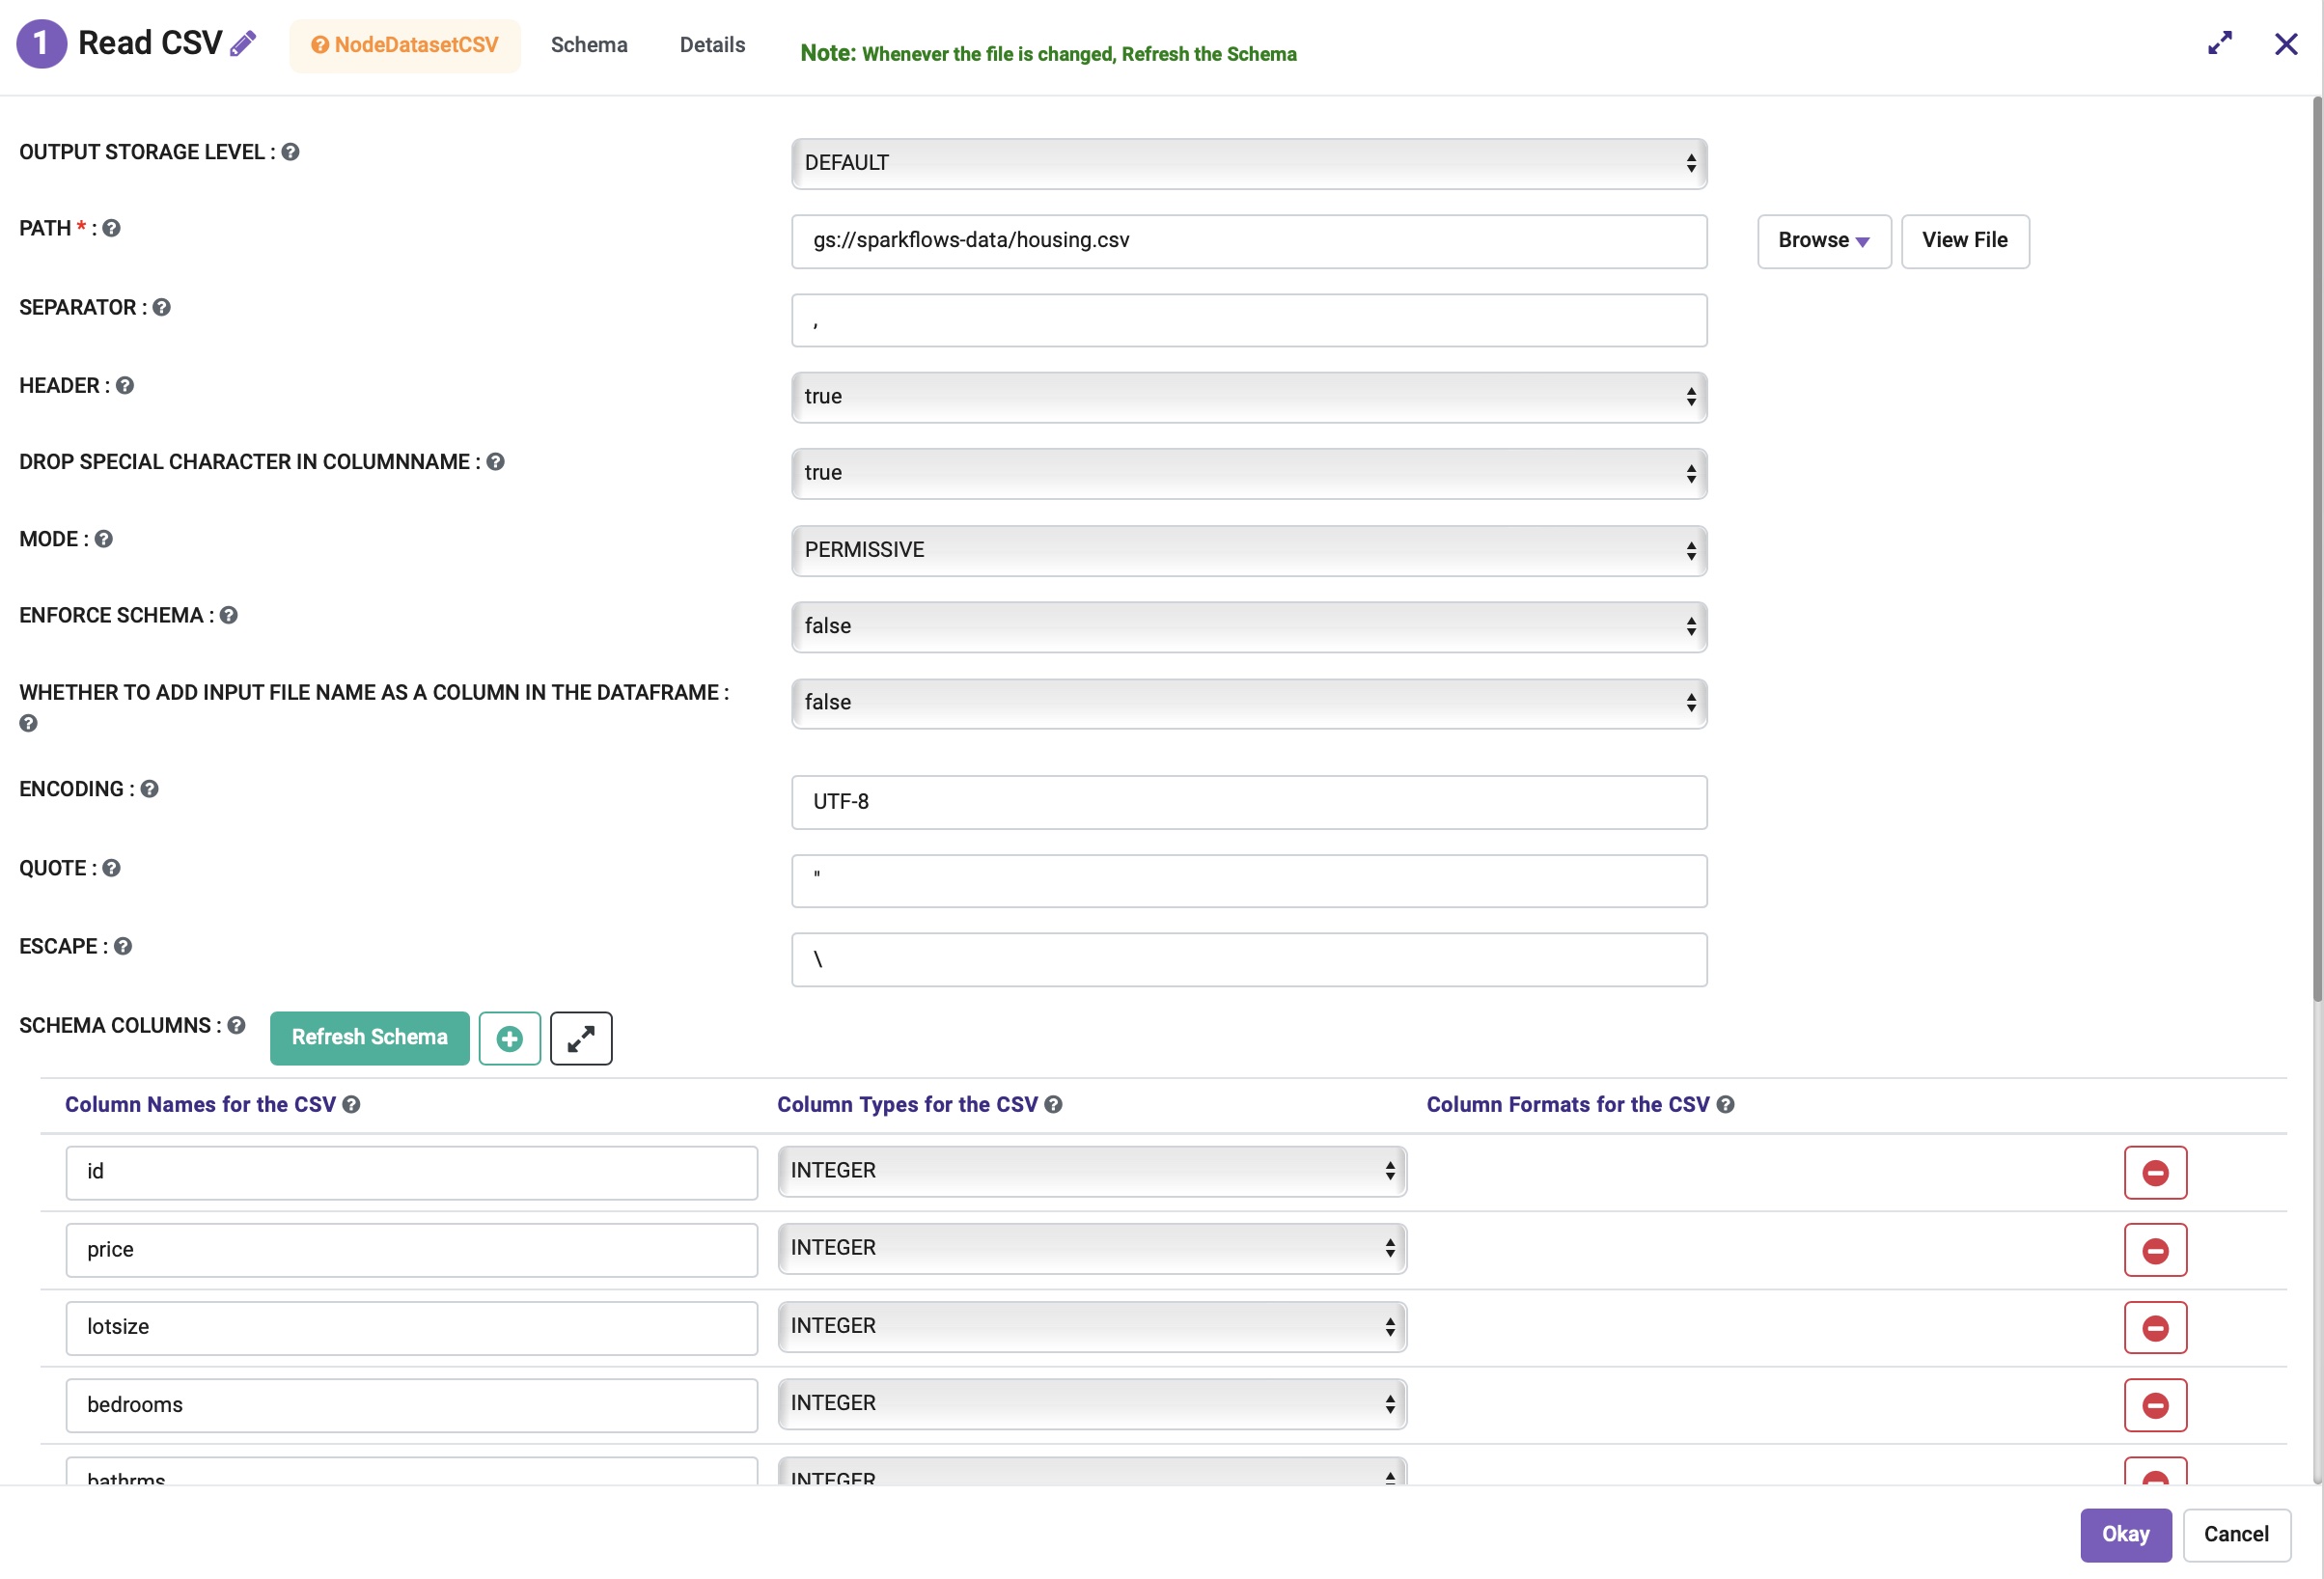 1 Read CSV NodeDatasetCSV Schema Details Note: Whenever the file is changed, Refresh the Schema
OUTPUT STORAGE LEVEL : DEFAULT
PATH * : gs://sparkflows-data/housing.csv Browse View File
SEPARATOR : ,
HEADER : true
DROP SPECIAL CHARACTER IN COLUMNNAME : true
MODE : PERMISSIVE
ENFORCE SCHEMA : false
WHETHER TO ADD INPUT FILE NAME AS A COLUMN IN THE DATAFRAME : false
ENCODING : UTF-8
QUOTE : "
ESCAPE : \
SCHEMA COLUMNS : Refresh Schema
Column Names for the CSV Column Types for the CSV Column Formats for the CSV
id INTEGER
price INTEGER
lotsize INTEGER
bedrooms INTEGER
bathrms INTEGER
Okay Cancel